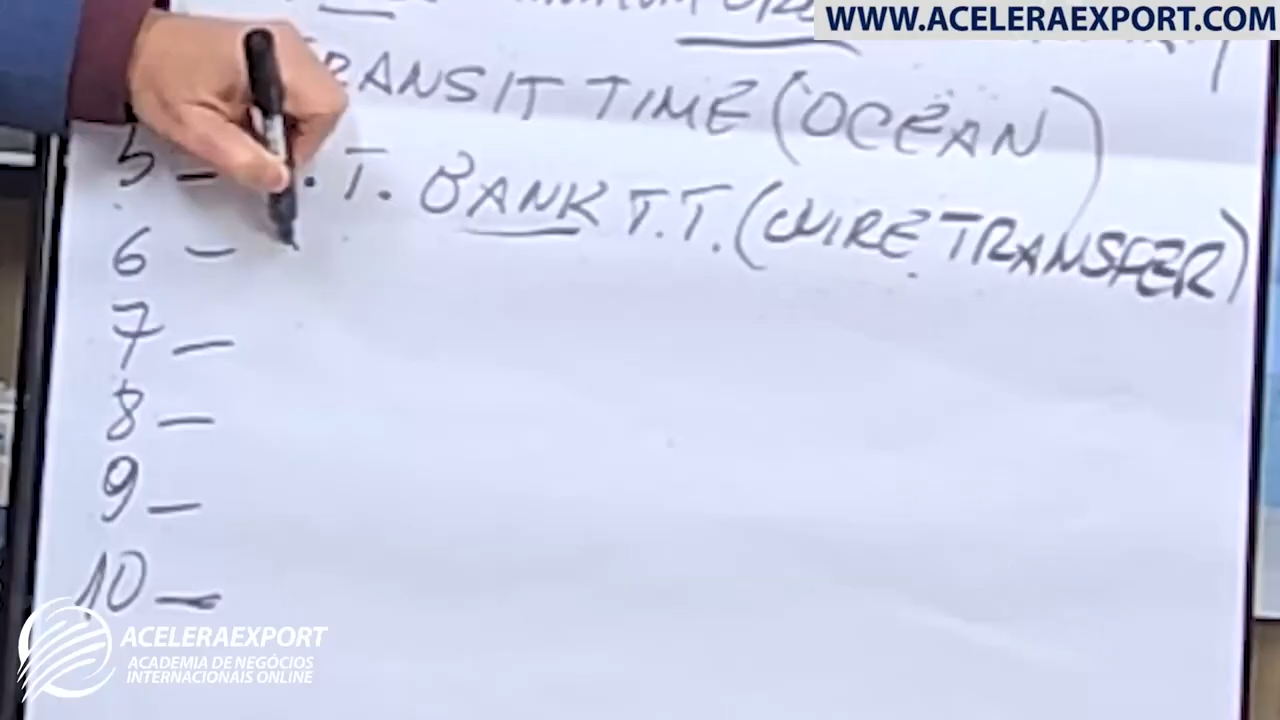 WWW.ACELERAEXPORT.COM
TRANSIT TIME (OCEAN)
5 - . T. BANK T.T. (WIRE TRANSFER)
6 -
7 -
8 -
9 -
10 -
ACELERAEXPORT
ACADEMIA DE NEGÓCIOS
INTERNACIONAIS ONLINE